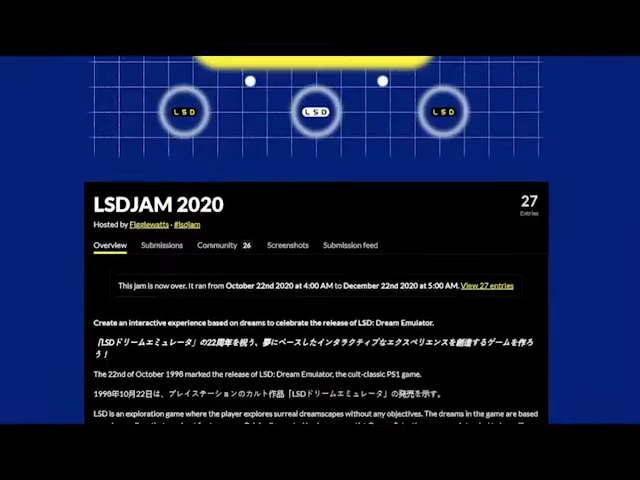 LSD LSD LSD
LSDJAM 2020
27
Entries
Hosted by Figglewatts · #lsdjam
Overview Submissions Community 26 Screenshots Submission feed
This jam is now over. It ran from October 22nd 2020 at 4:00 AM to December 22nd 2020 at 5:00 AM. View 27 entries
Create an interactive experience based on dreams to celebrate the release of LSD: Dream Emulator.
「LSDドリームエミュレータ」の22周年を祝う、夢にベースしたインタラクティブなエクスペリエンスを創造するゲームを作ろ
う！
The 22nd of October 1998 marked the release of LSD: Dream Emulator, the cult-classic PS1 game.
1998年10月22日は、プレイステーションのカルト作品「LSDドリームエミュレータ」の発売を示す。
LSD is an exploration game where the player explores surreal dreamscapes without any objectives. The dreams in the game are based